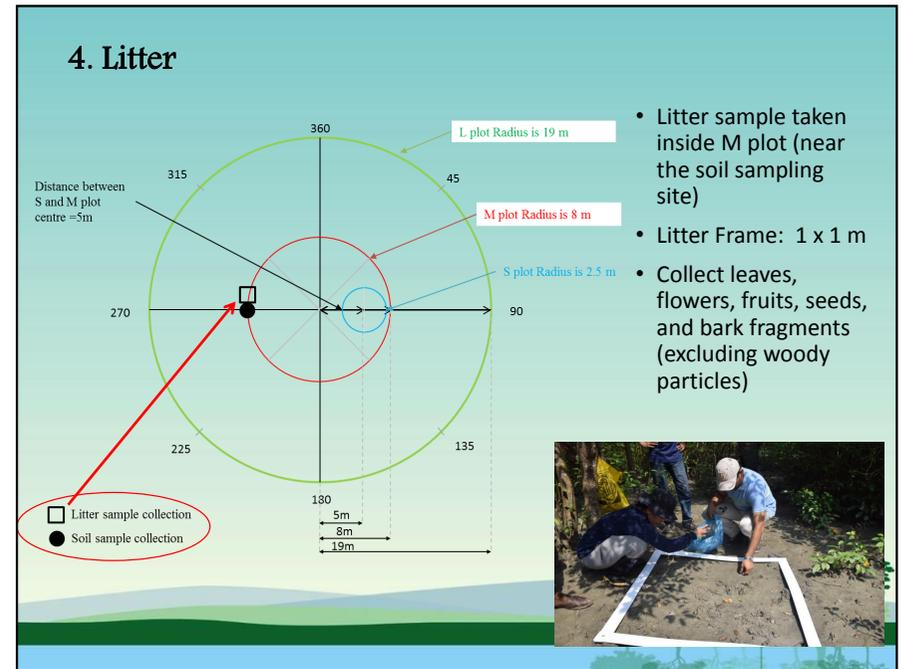 4. Litter
360
L plot Radius is 19 m
315
45
Distance between
S and M plot
centre =5m
M plot Radius is 8 m
S plot Radius is 2.5 m
270
90
225
135
180
5m
8m
19m
Litter sample collection
Soil sample collection
• Litter sample taken
inside M plot (near
the soil sampling
site)
• Litter Frame: 1 x 1 m
• Collect leaves,
flowers, fruits, seeds,
and bark fragments
(excluding woody
particles)